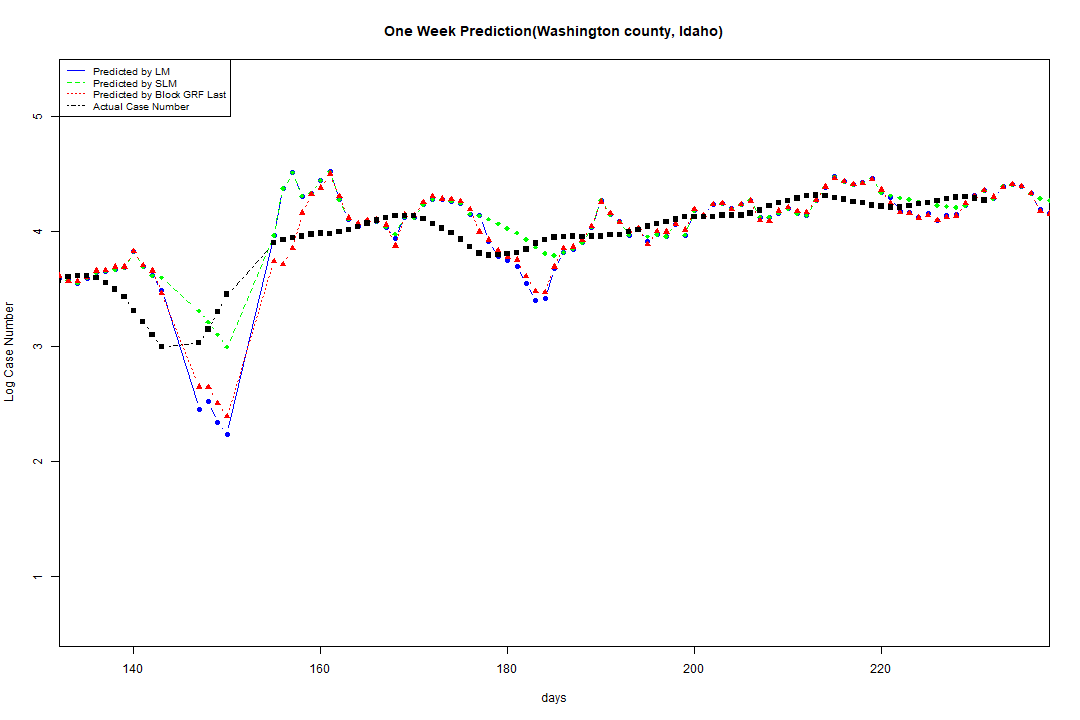 One Week Prediction(Washington county, Idaho)
Predicted by LM
Predicted by SLM
Predicted by Block GRF Last
Actual Case Number
5
4
3
2
1
Log Case Number
140 160 180 200 220
days